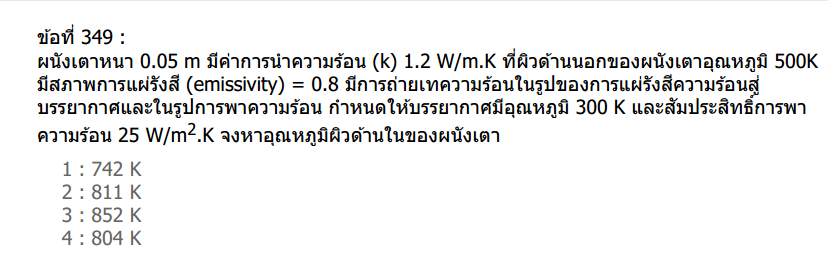 ข้อที่ 349 :
ผนังเตาหนา 0.05 m มีค่าการนำความร้อน (k) 1.2 W/m.K ที่ผิวด้านนอกของผนังเตาอุณหภูมิ 500K
มีสภาพการแผ่รังสี (emissivity) = 0.8 มีการถ่ายเทความร้อนในรูปของการแผ่รังสีความร้อนสู่
บรรยากาศและในรูปการพาความร้อน กำหนดให้บรรยากาศมีอุณหภูมิ 300 K และสัมประสิทธิ์การพา
ความร้อน 25 W/m².K จงหาอุณหภูมิผิวด้านในของผนังเตา
1 : 742 K
2 : 811 K
3 : 852 K
4 : 804 K